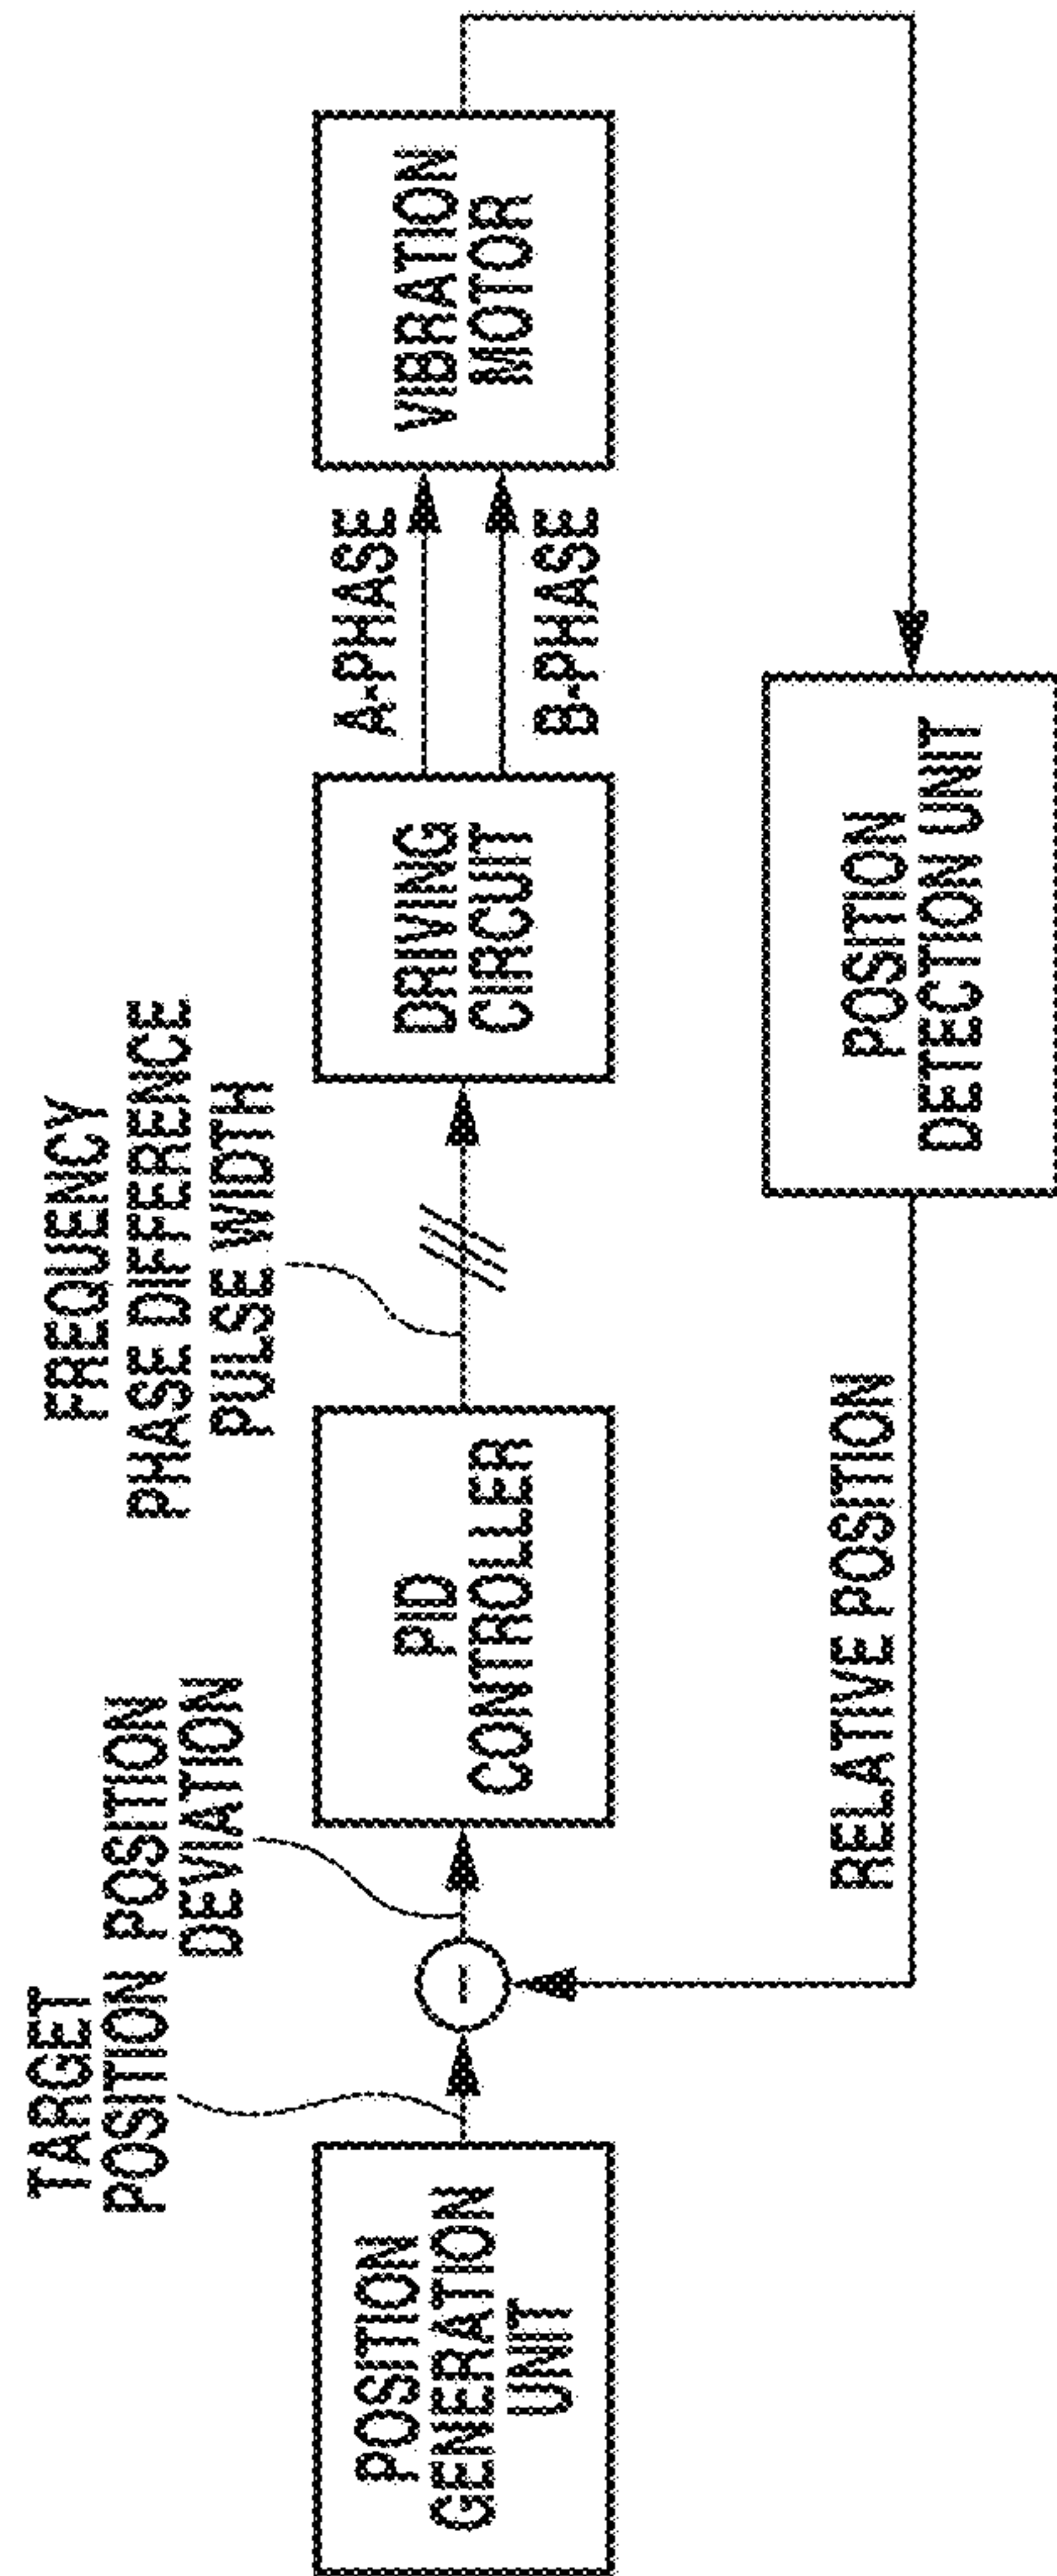 TARGET
POSITION
POSITION
DEVIATION
FREQUENCY
PHASE DIFFERENCE
PULSE WIDTH
POSITION
GENERATION
UNIT
PID
CONTROLLER
DRIVING
CIRCUIT
A-PHASE
B-PHASE
VIBRATION
MOTOR
RELATIVE POSITION
POSITION
DETECTION UNIT